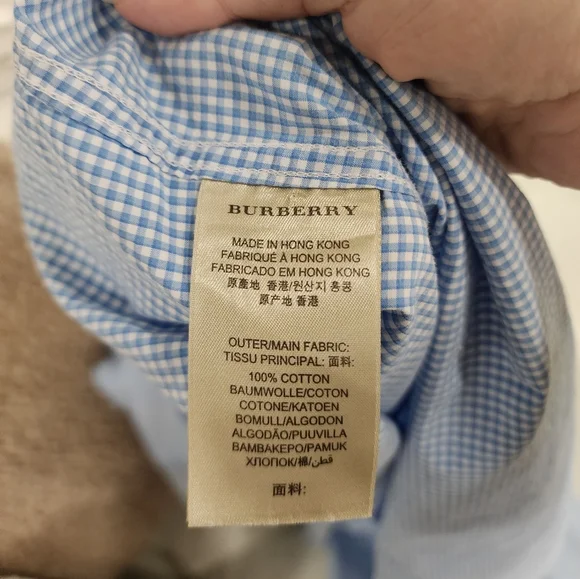 BURBERRY
MADE IN HONG KONG
FABRIQUÉ À HONG KONG
FABRICADO EM HONG KONG
原產地 香港/원산지 홍콩
原产地 香港
OUTER/MAIN FABRIC:
TISSU PRINCIPAL: 面料:
100% COTTON
BAUMWOLLE/COTON
COTONE/KATOEN
BOMULL/ALGODON
ALGODÃO/PUUVILLA
BAMBAKEPO/PAMUK
ХЛОПОК/棉/قطن
面料: